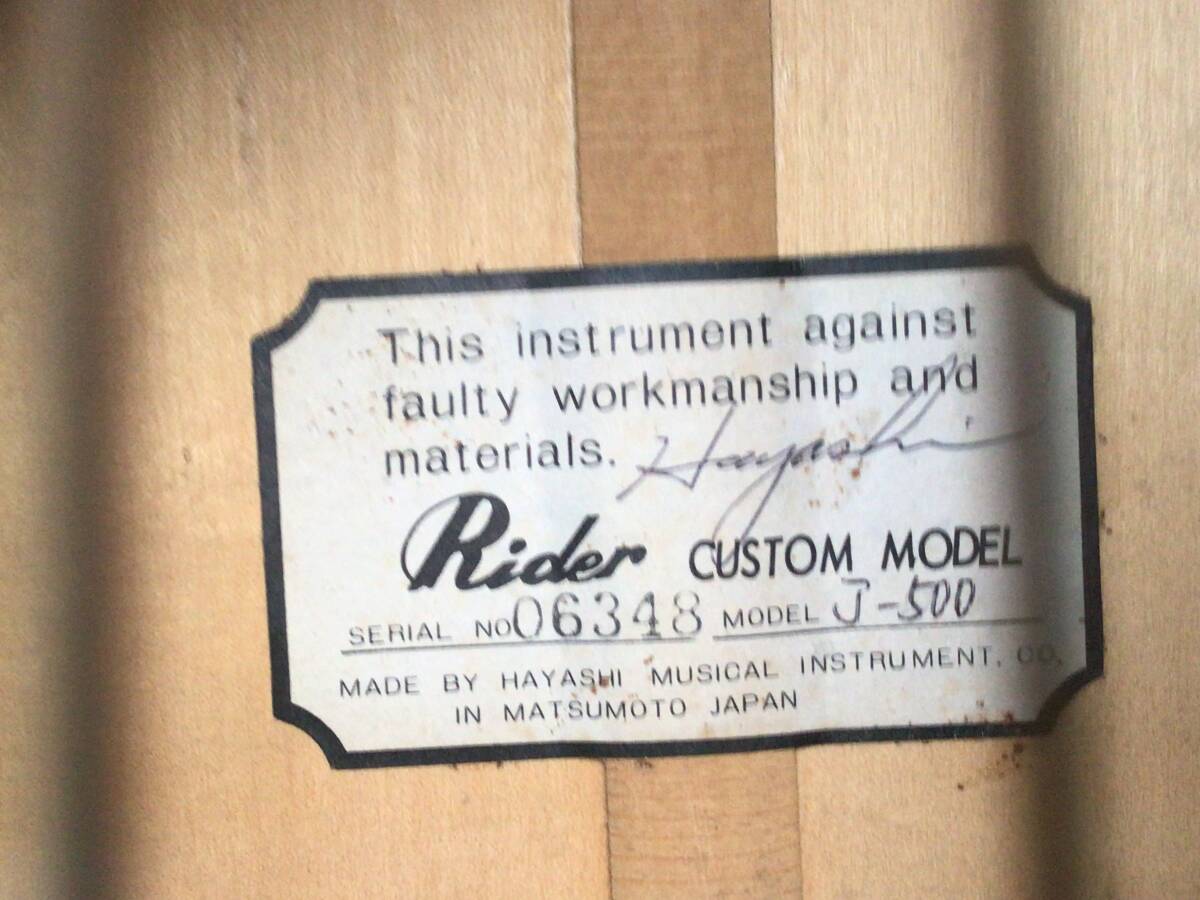 This instrument against
faulty workmanship and
materials. Hayashi
Rider CUSTOM MODEL
SERIAL NO 06348 MODEL J-500
MADE BY HAYASHI MUSICAL INSTRUMENT. CO.
IN MATSUMOTO JAPAN